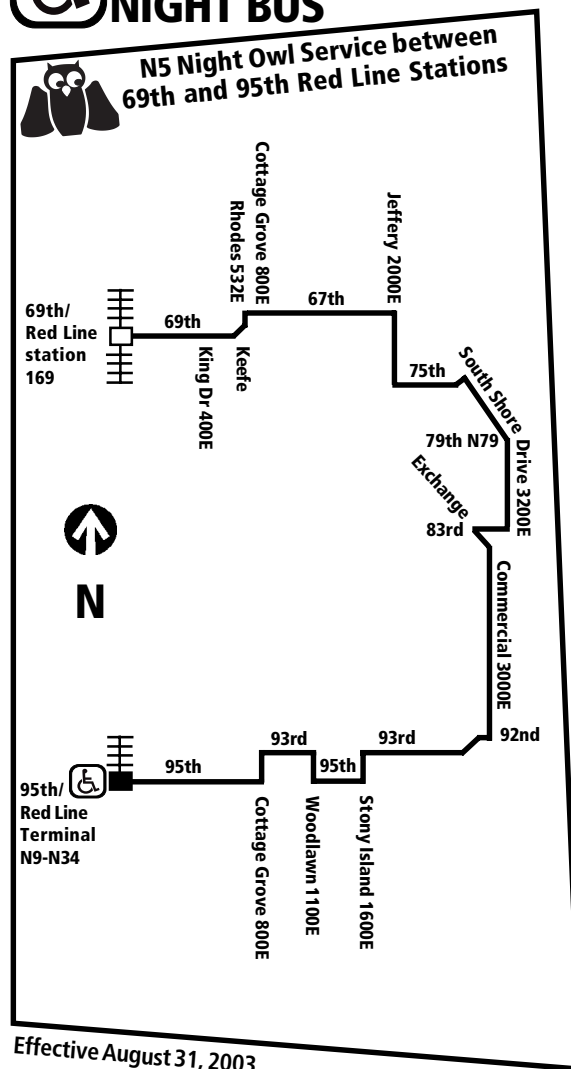 NIGHT BUS
N5 Night Owl Service between
69th and 95th Red Line Stations
Cottage Grove 800E
Rhodes 532E
Jeffery 2000E
67th
69th/
Red Line
station
169
69th
King Dr 400E
Keefe
75th
South Shore Drive 3200E
79th N79
Exchange
83rd
N
Commercial 3000E
92nd
93rd
93rd
95th
95th
95th/
Red Line
Terminal
N9-N34
Cottage Grove 800E
Woodlawn 1100E
Stony Island 1600E
Effective August 31, 2003